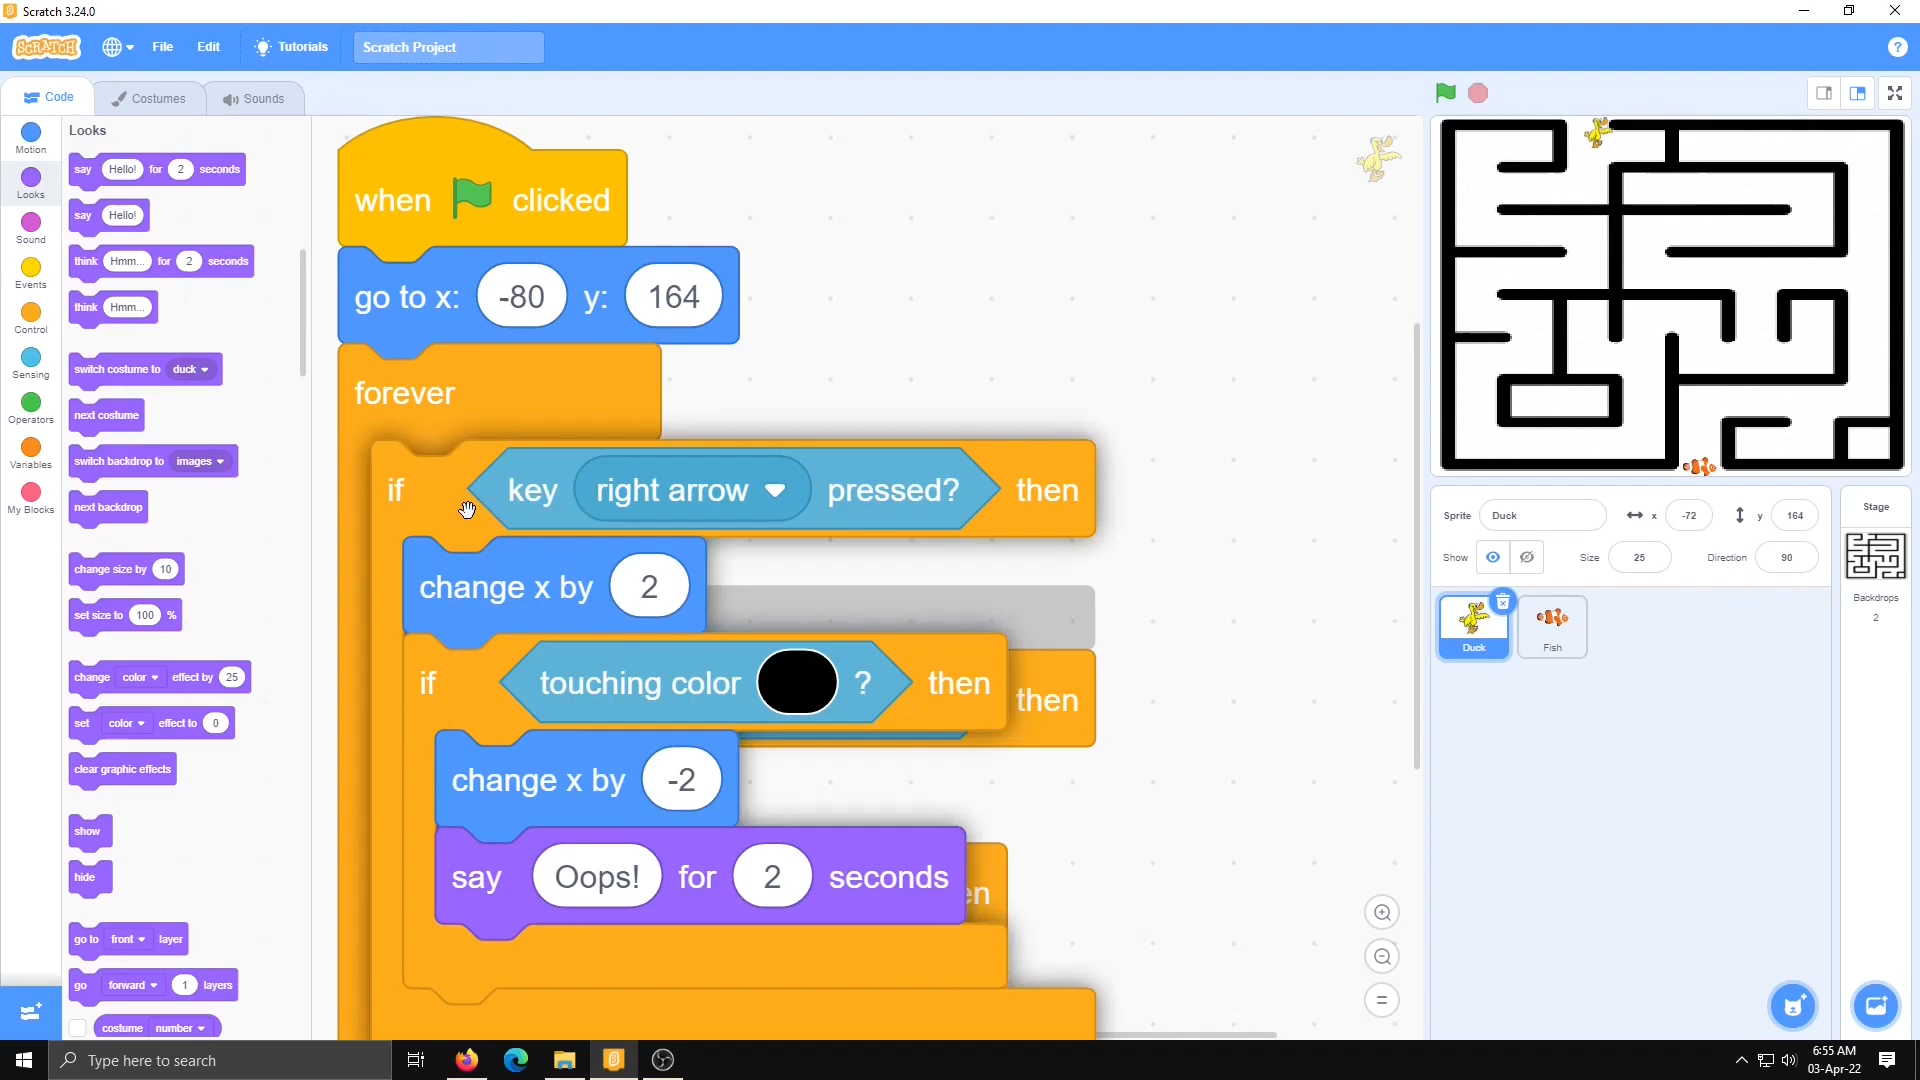 Scratch 3.24.0
SCRATCH File Edit Tutorials Scratch Project ?
Code Costumes Sounds
Motion
Looks
Sound
Events
Control
Sensing
Operators
Variables
My Blocks
Looks
say Hello! for 2 seconds
say Hello!
think Hmm... for 2 seconds
think Hmm...
switch costume to duck
next costume
switch backdrop to images
next backdrop
change size by 10
set size to 100 %
change color effect by 25
set color effect to 0
clear graphic effects
show
hide
go to front layer
go forward 1 layers
costume number
when clicked
go to x: -80 y: 164
forever
if key right arrow pressed? then
change x by 2
if touching color ? then
then
change x by -2
say Oops! for 2 seconds
en
Sprite Duck x -72 y 164
Show Size 25 Direction 90
Duck
Fish
Stage
Backdrops
2
Type here to search
6:55 AM
03-Apr-22